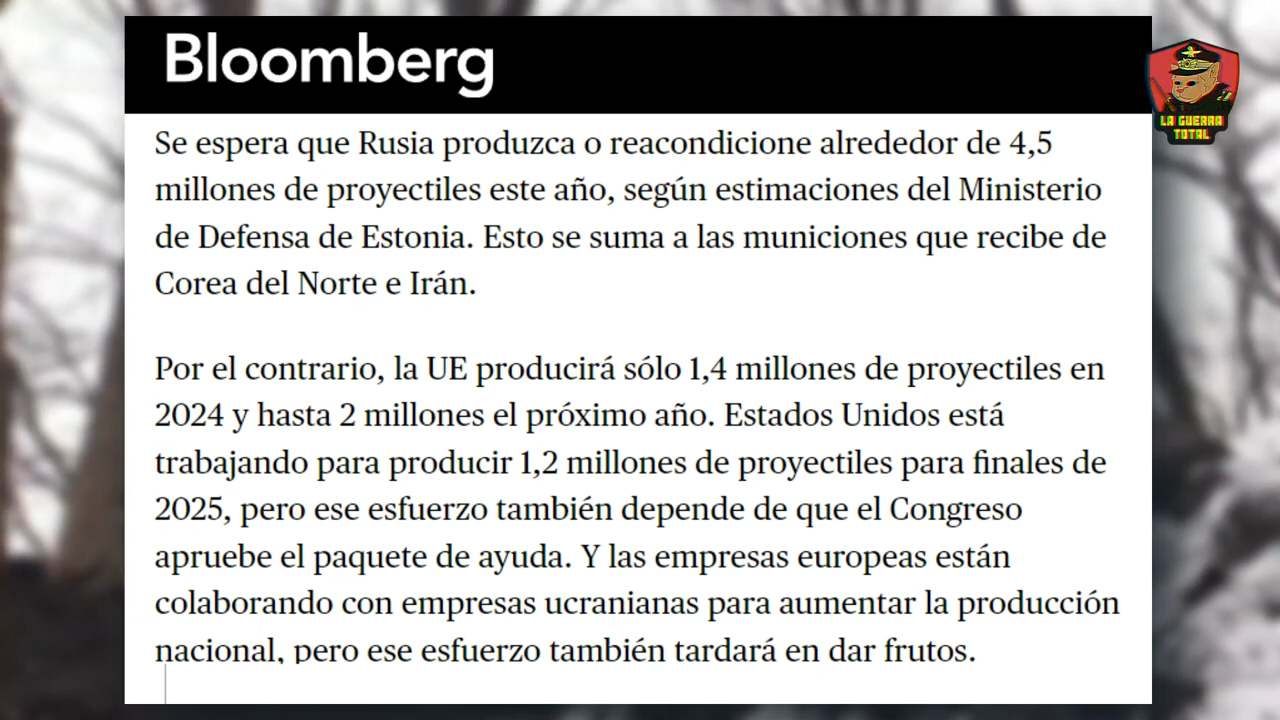 Bloomberg
LA GUERRA
TOTAL
Se espera que Rusia produzca o reacondicione alrededor de 4,5
millones de proyectiles este año, según estimaciones del Ministerio
de Defensa de Estonia. Esto se suma a las municiones que recibe de
Corea del Norte e Irán.
Por el contrario, la UE producirá sólo 1,4 millones de proyectiles en
2024 y hasta 2 millones el próximo año. Estados Unidos está
trabajando para producir 1,2 millones de proyectiles para finales de
2025, pero ese esfuerzo también depende de que el Congreso
apruebe el paquete de ayuda. Y las empresas europeas están
colaborando con empresas ucranianas para aumentar la producción
nacional, pero ese esfuerzo también tardará en dar frutos.